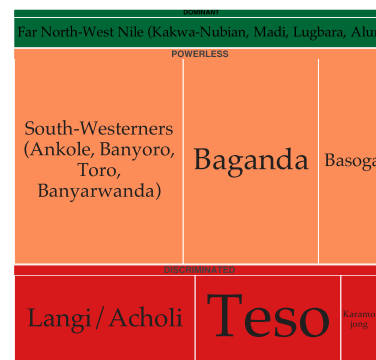 DOMINANT
Far North-West Nile (Kakwa-Nubian, Madi, Lugbara, Alur
POWERLESS
South-Westerners
(Ankole, Banyoro,
Toro,
Banyarwanda)
Baganda
Basoga
DISCRIMINATED
Langi/Acholi
Teso
Karamo
jong